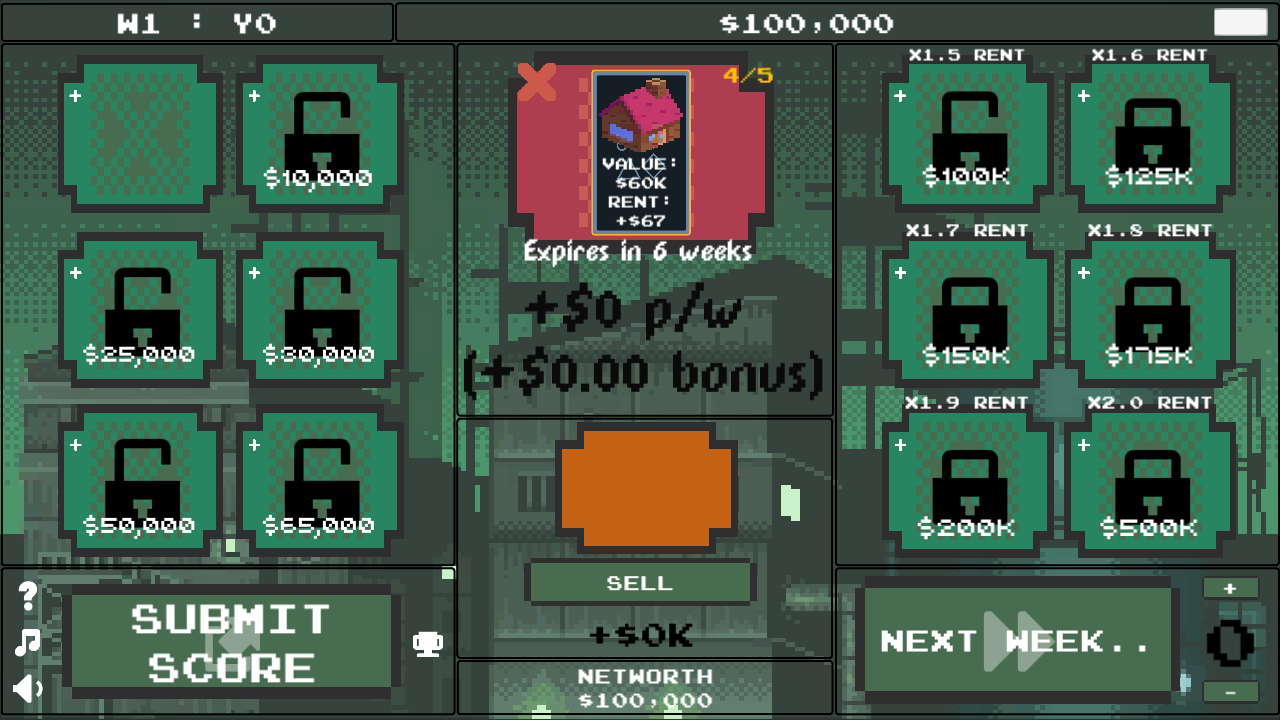 W1 : Y0
$100,000
+
+
$10,000
+
$25,000
+
$30,000
+
$50,000
+
$65,000
4/5
VALUE:
$60K
RENT:
+$67
Expires in 6 weeks
+$0 p/w
(+$0.00 bonus)
SELL
+$0K
NETWORTH
$100,000
X1.5 RENT
+
$100K
X1.6 RENT
+
$125K
X1.7 RENT
+
$150K
X1.8 RENT
+
$175K
X1.9 RENT
+
$200K
X2.0 RENT
+
$500K
?
SUBMIT
SCORE
NEXT WEEK..
+
0
-